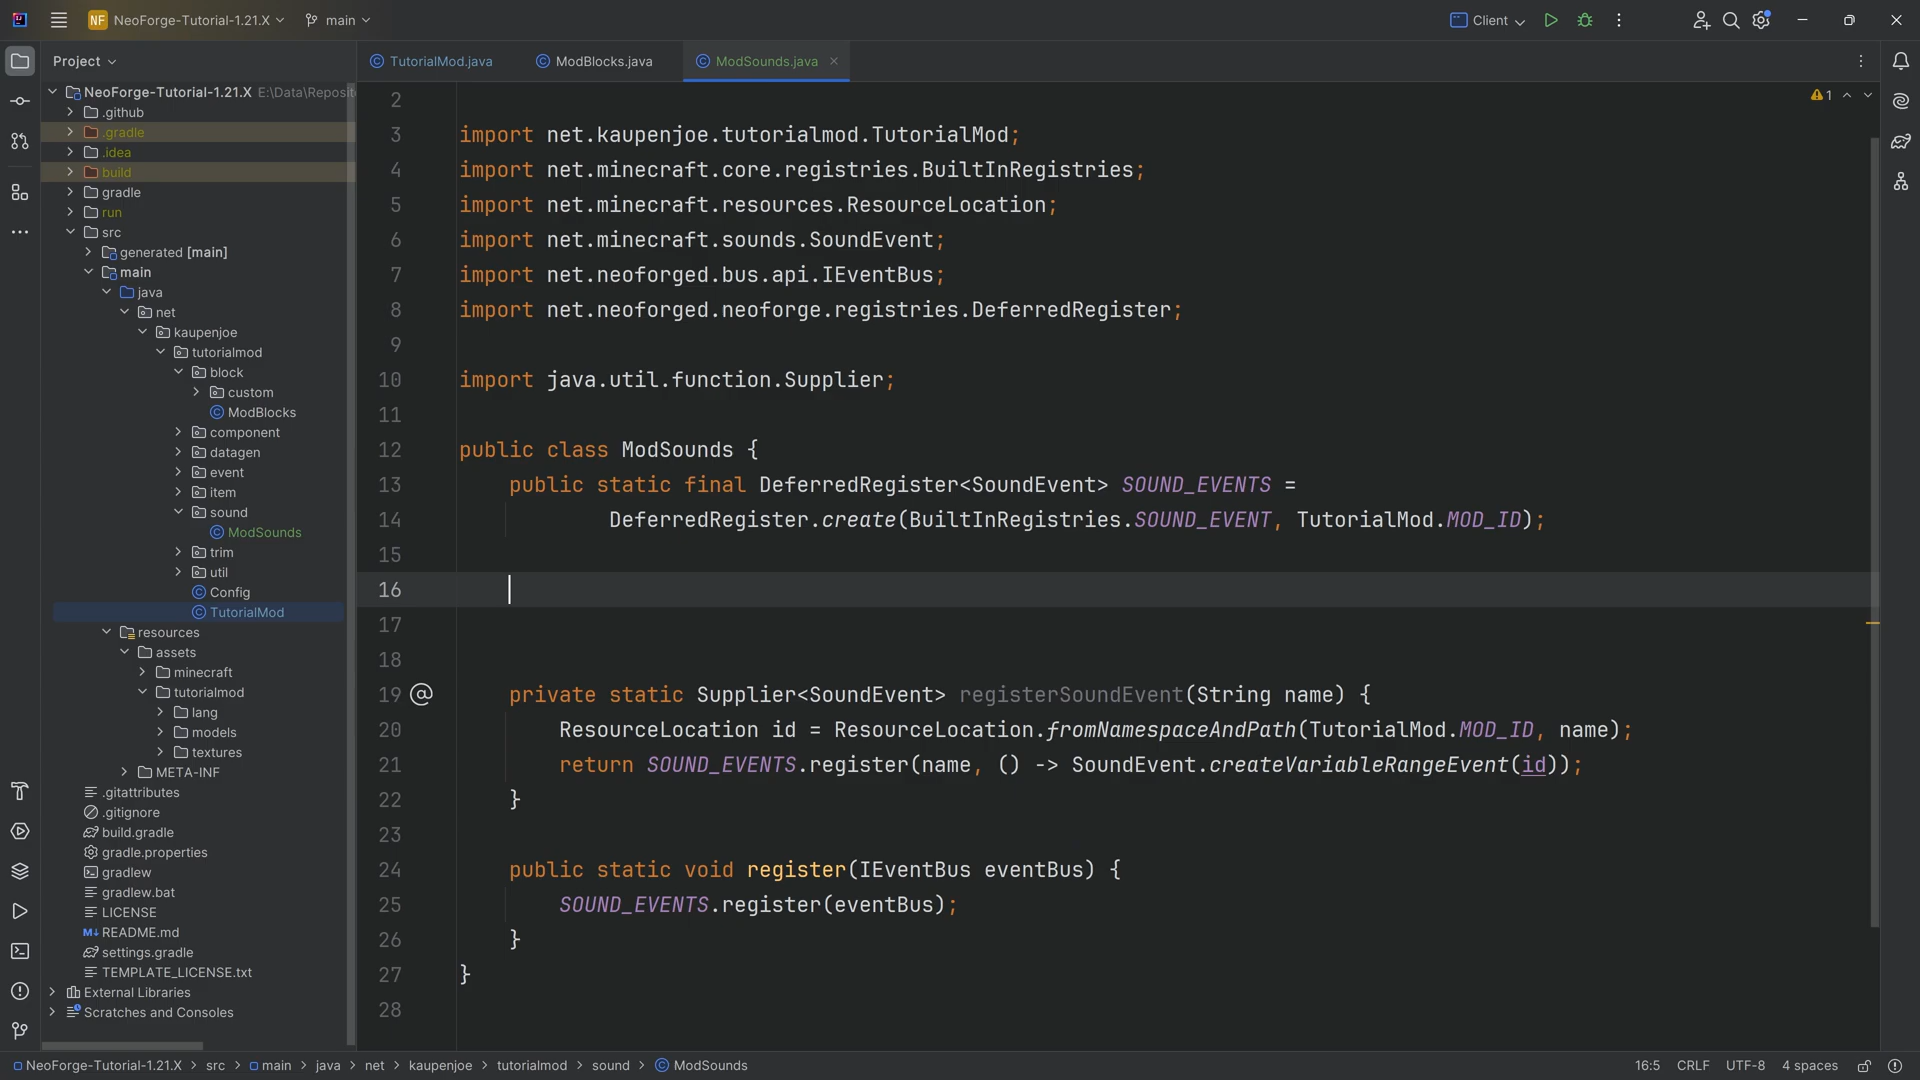 NF NeoForge-Tutorial-1.21.X main Client
Project
TutorialMod.java ModBlocks.java ModSounds.java
NeoForge-Tutorial-1.21.X E:\Data\Reposit
.github
.gradle
.idea
build
gradle
run
src
generated [main]
main
java
net
kaupenjoe
tutorialmod
block
custom
ModBlocks
component
datagen
event
item
sound
ModSounds
trim
util
Config
TutorialMod
resources
assets
minecraft
tutorialmod
lang
models
textures
META-INF
.gitattributes
.gitignore
build.gradle
gradle.properties
gradlew
gradlew.bat
LICENSE
README.md
settings.gradle
TEMPLATE_LICENSE.txt
External Libraries
Scratches and Consoles
1
2
3 import net.kaupenjoe.tutorialmod.TutorialMod;
4 import net.minecraft.core.registries.BuiltInRegistries;
5 import net.minecraft.resources.ResourceLocation;
6 import net.minecraft.sounds.SoundEvent;
7 import net.neoforged.bus.api.IEventBus;
8 import net.neoforged.neoforge.registries.DeferredRegister;
9
10 import java.util.function.Supplier;
11
12 public class ModSounds {
13 public static final DeferredRegister<SoundEvent> SOUND_EVENTS =
14 DeferredRegister.create(BuiltInRegistries.SOUND_EVENT, TutorialMod.MOD_ID);
15
16
17
18
19 @ private static Supplier<SoundEvent> registerSoundEvent(String name) {
20 ResourceLocation id = ResourceLocation.fromNamespaceAndPath(TutorialMod.MOD_ID, name);
21 return SOUND_EVENTS.register(name, () -> SoundEvent.createVariableRangeEvent(id));
22 }
23
24 public static void register(IEventBus eventBus) {
25 SOUND_EVENTS.register(eventBus);
26 }
27 }
28
NeoForge-Tutorial-1.21.X > src > main > java > net > kaupenjoe > tutorialmod > sound > ModSounds 16:5 CRLF UTF-8 4 spaces